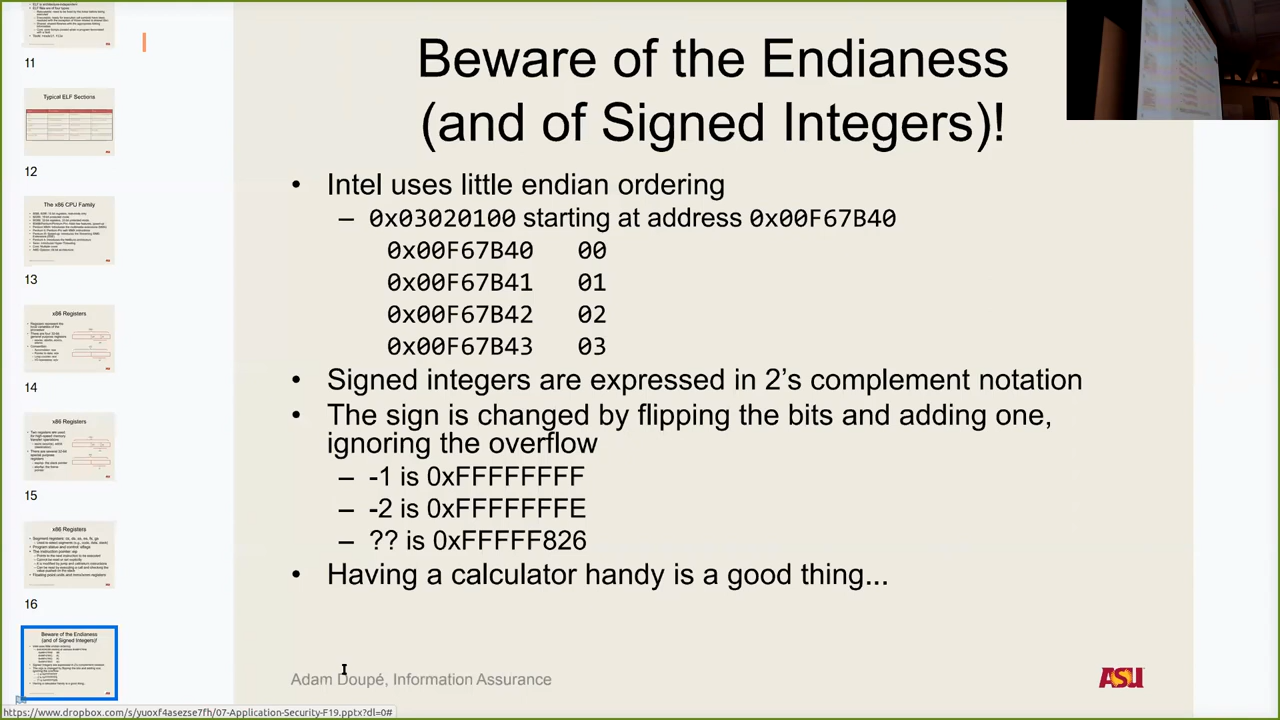 Beware of the Endianess
(and of Signed Integers)!
• Intel uses little endian ordering
– 0x03020100 starting at address 0x00F67B40
0x00F67B40 00
0x00F67B41 01
0x00F67B42 02
0x00F67B43 03
• Signed integers are expressed in 2's complement notation
• The sign is changed by flipping the bits and adding one,
ignoring the overflow
– -1 is 0xFFFFFFFF
– -2 is 0xFFFFFFFE
– ?? is 0xFFFFF826
• Having a calculator handy is a good thing...
Adam Doupé, Information Assurance
ASU
11
Typical ELF Sections
12
The x86 CPU Family
13
x86 Registers
14
x86 Registers
15
x86 Registers
16
Beware of the Endianess
(and of Signed Integers)!
https://www.dropbox.com/s/yuoxf4asezse7fh/07-Application-Security-F19.pptx?dl=0#